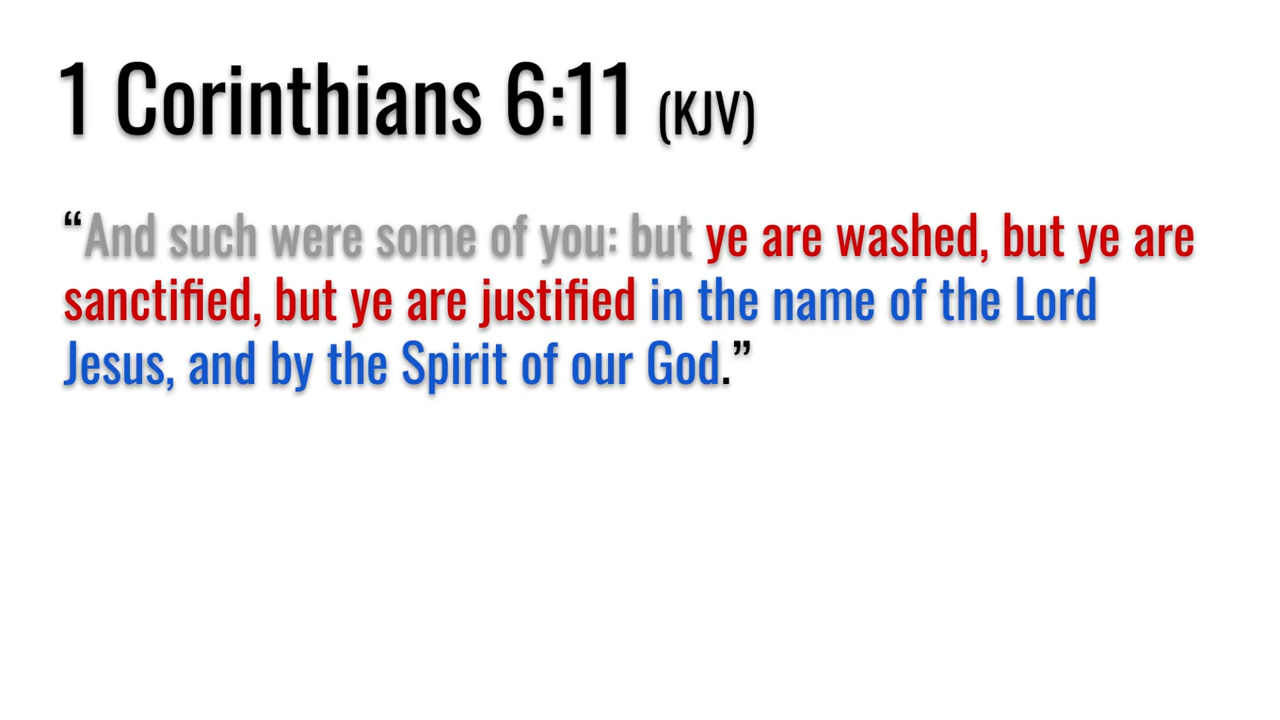 1 Corinthians 6:11 (KJV)
“And such were some of you: but ye are washed, but ye are
sanctified, but ye are justified in the name of the Lord
Jesus, and by the Spirit of our God.”